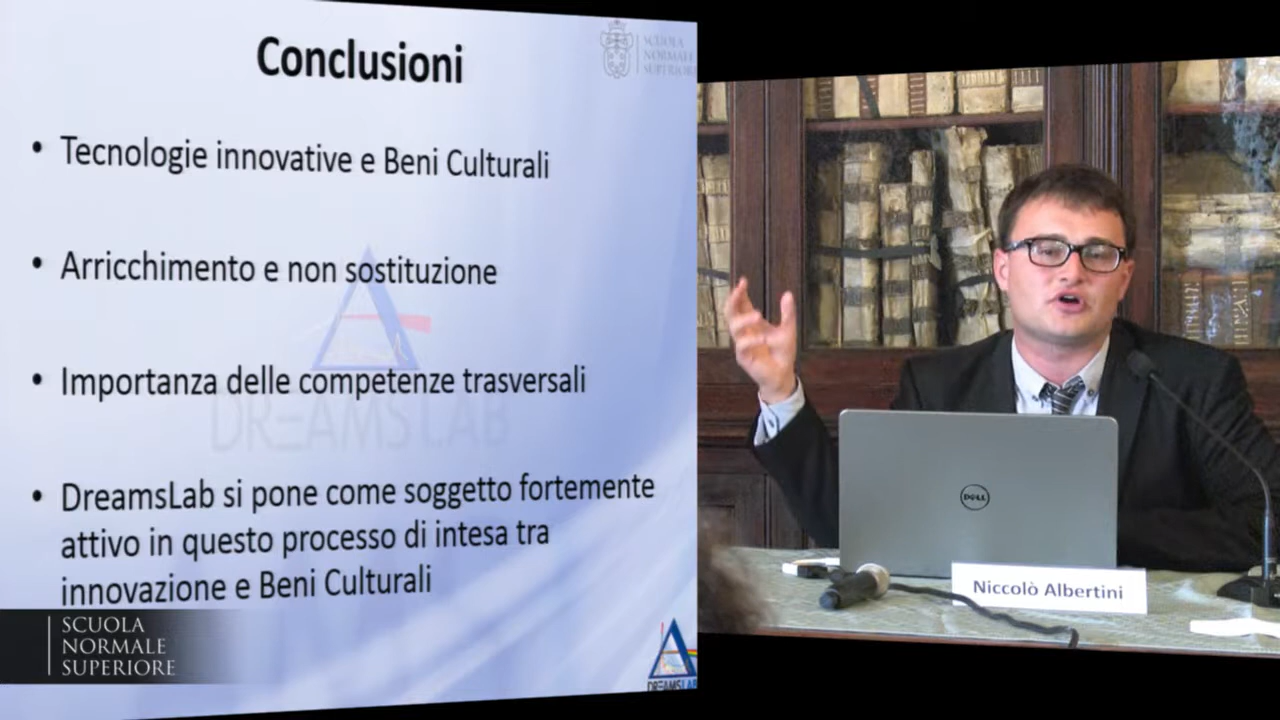 Conclusioni
SCUOLA
NORMALE
SUPERIORE
• Tecnologie innovative e Beni Culturali
• Arricchimento e non sostituzione
• Importanza delle competenze trasversali
DREAMSLAB
• DreamsLab si pone come soggetto fortemente
attivo in questo processo di intesa tra
innovazione e Beni Culturali
SCUOLA
NORMALE
SUPERIORE
DREAMSLAB
DELL
Niccolò Albertini